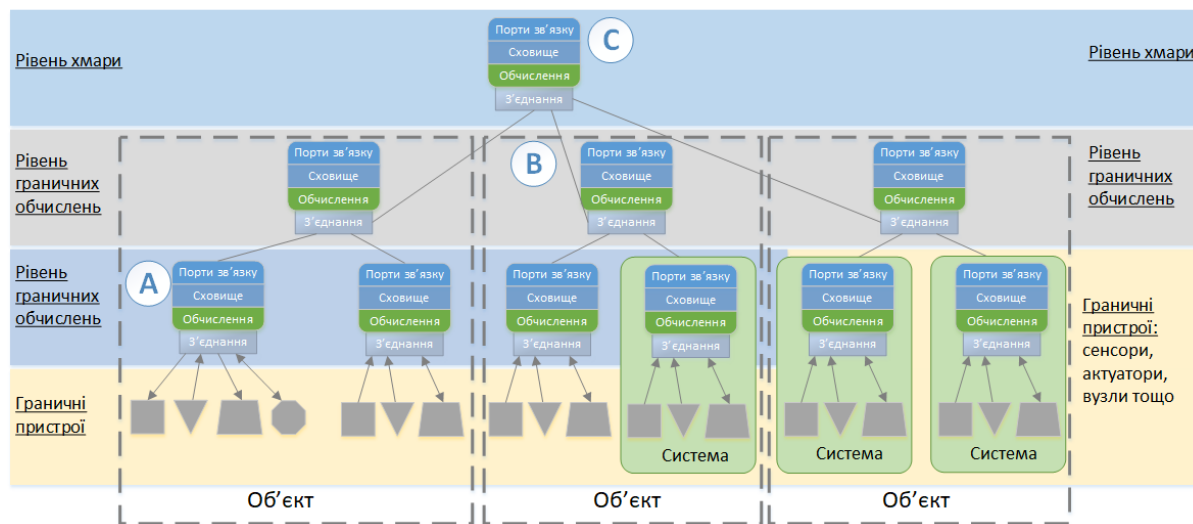 Порти зв’язку
Сховище
Обчислення
З’єднання
C
Рівень хмари
Рівень хмари
Рівень
граничних
обчислень
Порти зв’язку
Сховище
Обчислення
З’єднання
B
Порти зв’язку
Сховище
Обчислення
З’єднання
Порти зв’язку
Сховище
Обчислення
З’єднання
Рівень
граничних
обчислень
Рівень
граничних
обчислень
A
Порти зв’язку
Сховище
Обчислення
З’єднання
Порти зв’язку
Сховище
Обчислення
З’єднання
Порти зв’язку
Сховище
Обчислення
З’єднання
Порти зв’язку
Сховище
Обчислення
З’єднання
Порти зв’язку
Сховище
Обчислення
З’єднання
Порти зв’язку
Сховище
Обчислення
З’єднання
Граничні
пристрої:
сенсори,
актуатори,
вузли тощо
Граничні
пристрої
Система
Система
Система
Об’єкт
Об’єкт
Об’єкт